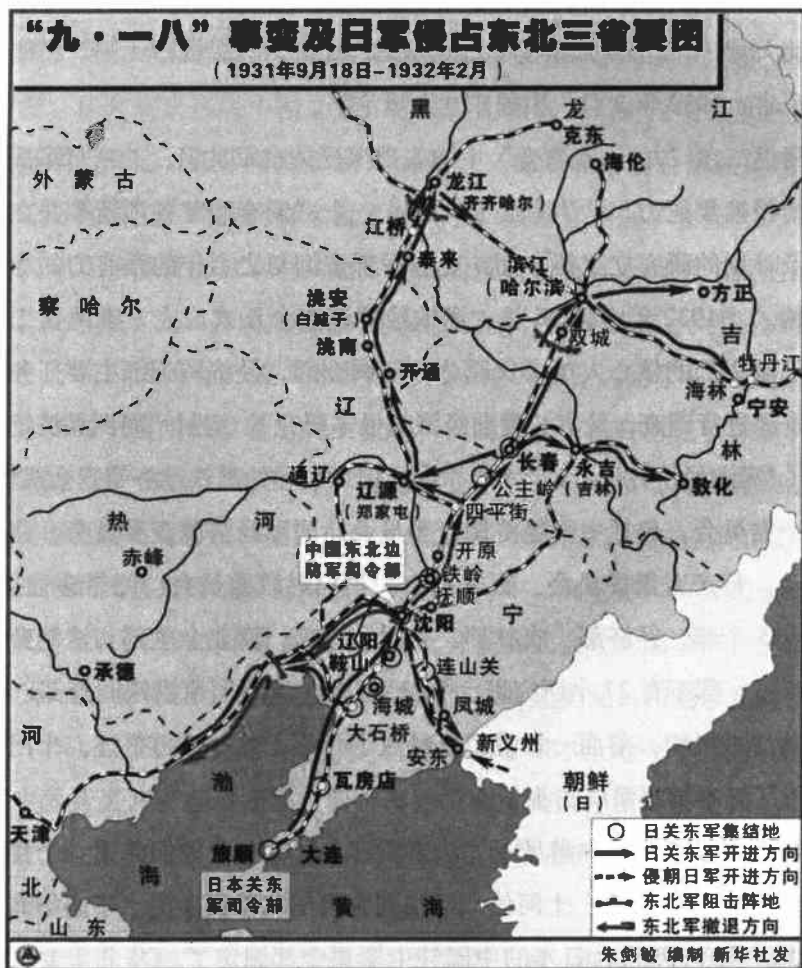 “九·一八”事变及日军侵占东北三省要图
（1931年9月18日-1932年2月）
黑
龙
江
克东
海伦
外蒙古
龙江
（齐齐哈尔）
江桥
泰来
滨江
（哈尔滨）
方正
察哈尔
洮安
（白城子）
双城
吉
洮南
牡丹江
开通
海林
宁安
辽
林
长春
永吉
（吉林）
通辽
辽源
（郑家屯）
公主岭
敦化
四平街
热
河
赤峰
中国东北边
防军司令部
开原
铁岭
抚顺
宁
沈阳
辽阳
承德
鞍山
连山关
海城
凤城
河
大石桥
新义州
安东
渤
瓦房店
朝鲜
（日）
天津
旅顺
大连
海
日本关东
军司令部
北
山东
黄
海
日关东军集结地
日关东军开进方向
侵朝日军开进方向
东北军阻击阵地
东北军撤退方向
朱剑敏 编制 新华社发